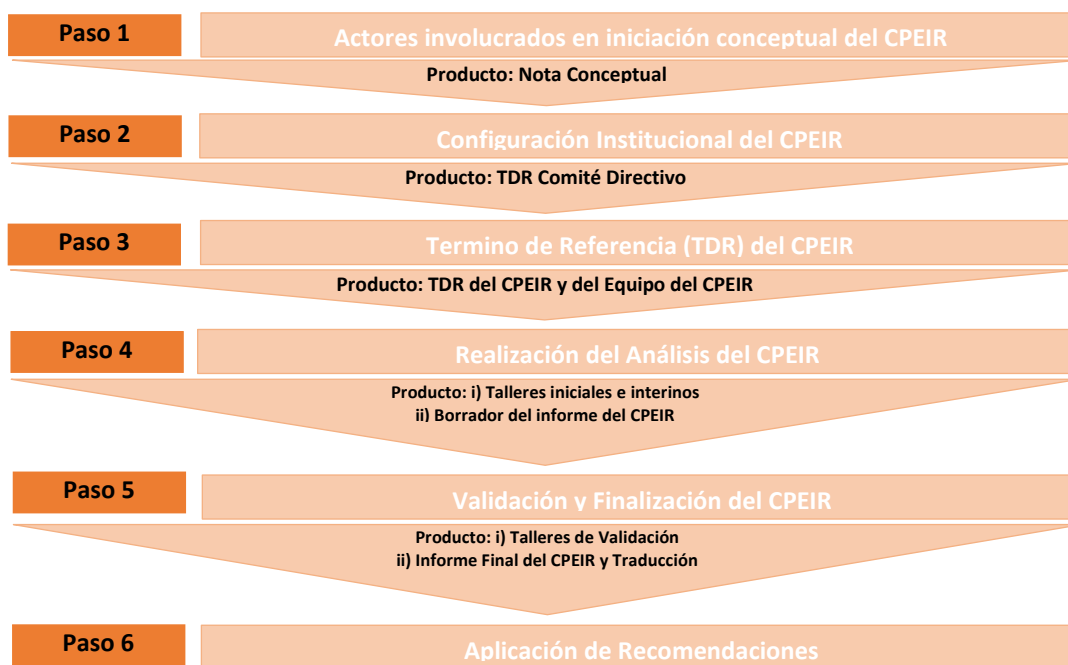 Paso 1
Actores involucrados en iniciación conceptual del CPEIR
Producto: Nota Conceptual
Paso 2
Configuración Institucional del CPEIR
Producto: TDR Comité Directivo
Paso 3
Termino de Referencia (TDR) del CPEIR
Producto: TDR del CPEIR y del Equipo del CPEIR
Paso 4
Realización del Análisis del CPEIR
Producto: i) Talleres iniciales e interinos
ii) Borrador del informe del CPEIR
Paso 5
Validación y Finalización del CPEIR
Producto: i) Talleres de Validación
ii) Informe Final del CPEIR y Traducción
Paso 6
Aplicación de Recomendaciones